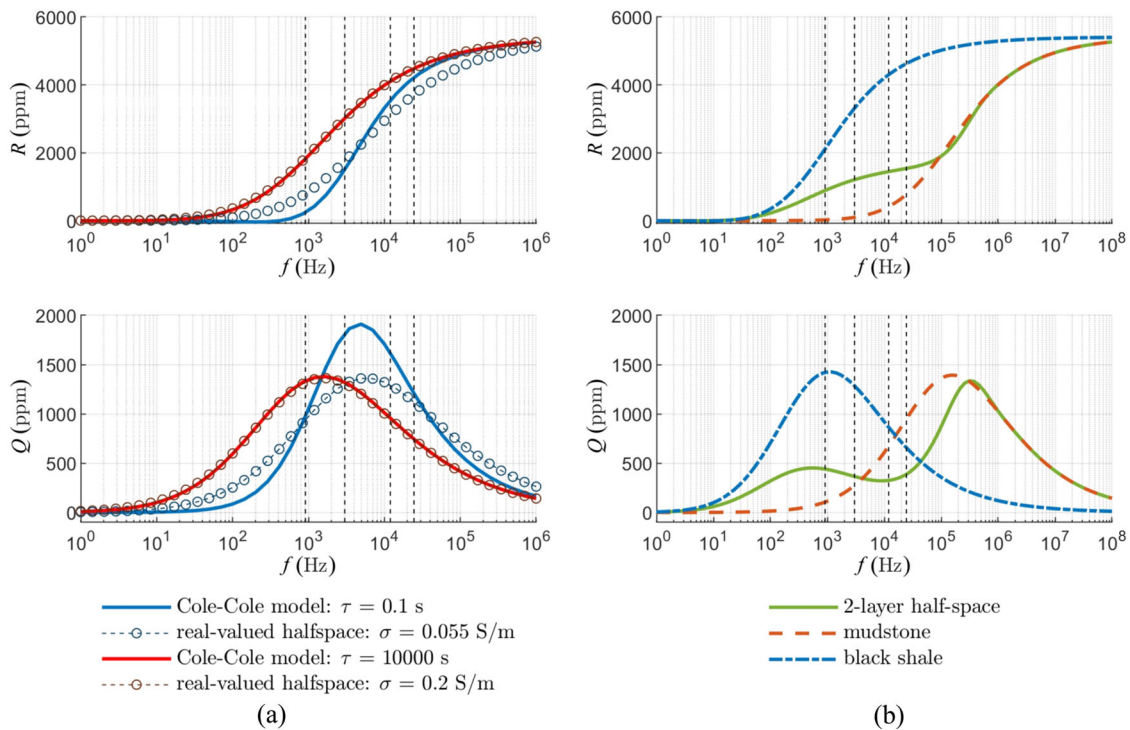 6000
4000
2000
0
R (ppm)
10^0 10^1 10^2 10^3 10^4 10^5 10^6
f (Hz)
6000
4000
2000
0
R (ppm)
10^0 10^1 10^2 10^3 10^4 10^5 10^6 10^7 10^8
f (Hz)
2000
1500
1000
500
0
Q (ppm)
10^0 10^1 10^2 10^3 10^4 10^5 10^6
f (Hz)
2000
1500
1000
500
0
Q (ppm)
10^0 10^1 10^2 10^3 10^4 10^5 10^6 10^7 10^8
f (Hz)
Cole-Cole model: τ = 0.1 s
real-valued halfspace: σ = 0.055 S/m
Cole-Cole model: τ = 10000 s
real-valued halfspace: σ = 0.2 S/m
(a)
2-layer half-space
mudstone
black shale
(b)